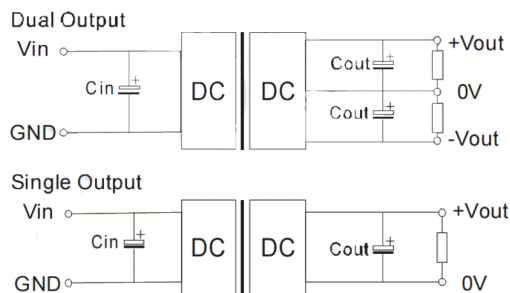 Dual Output
Vin
+Vout
Cout
Cin
DC
DC
0V
Cout
GND
-Vout
Single Output
Vin
+Vout
Cin
DC
DC
Cout
GND
0V